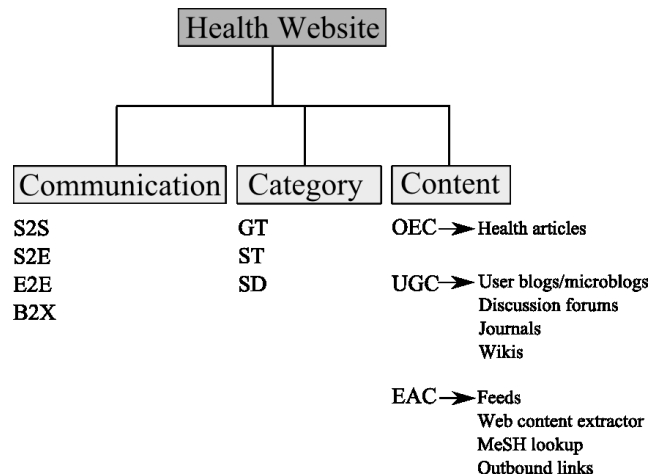 Health Website
Communication
S2S
S2E
E2E
B2X
Category
GT
ST
SD
Content
OEC Health articles
UGC User blogs/microblogs
Discussion forums
Journals
Wikis
EAC Feeds
Web content extractor
MeSH lookup
Outbound links